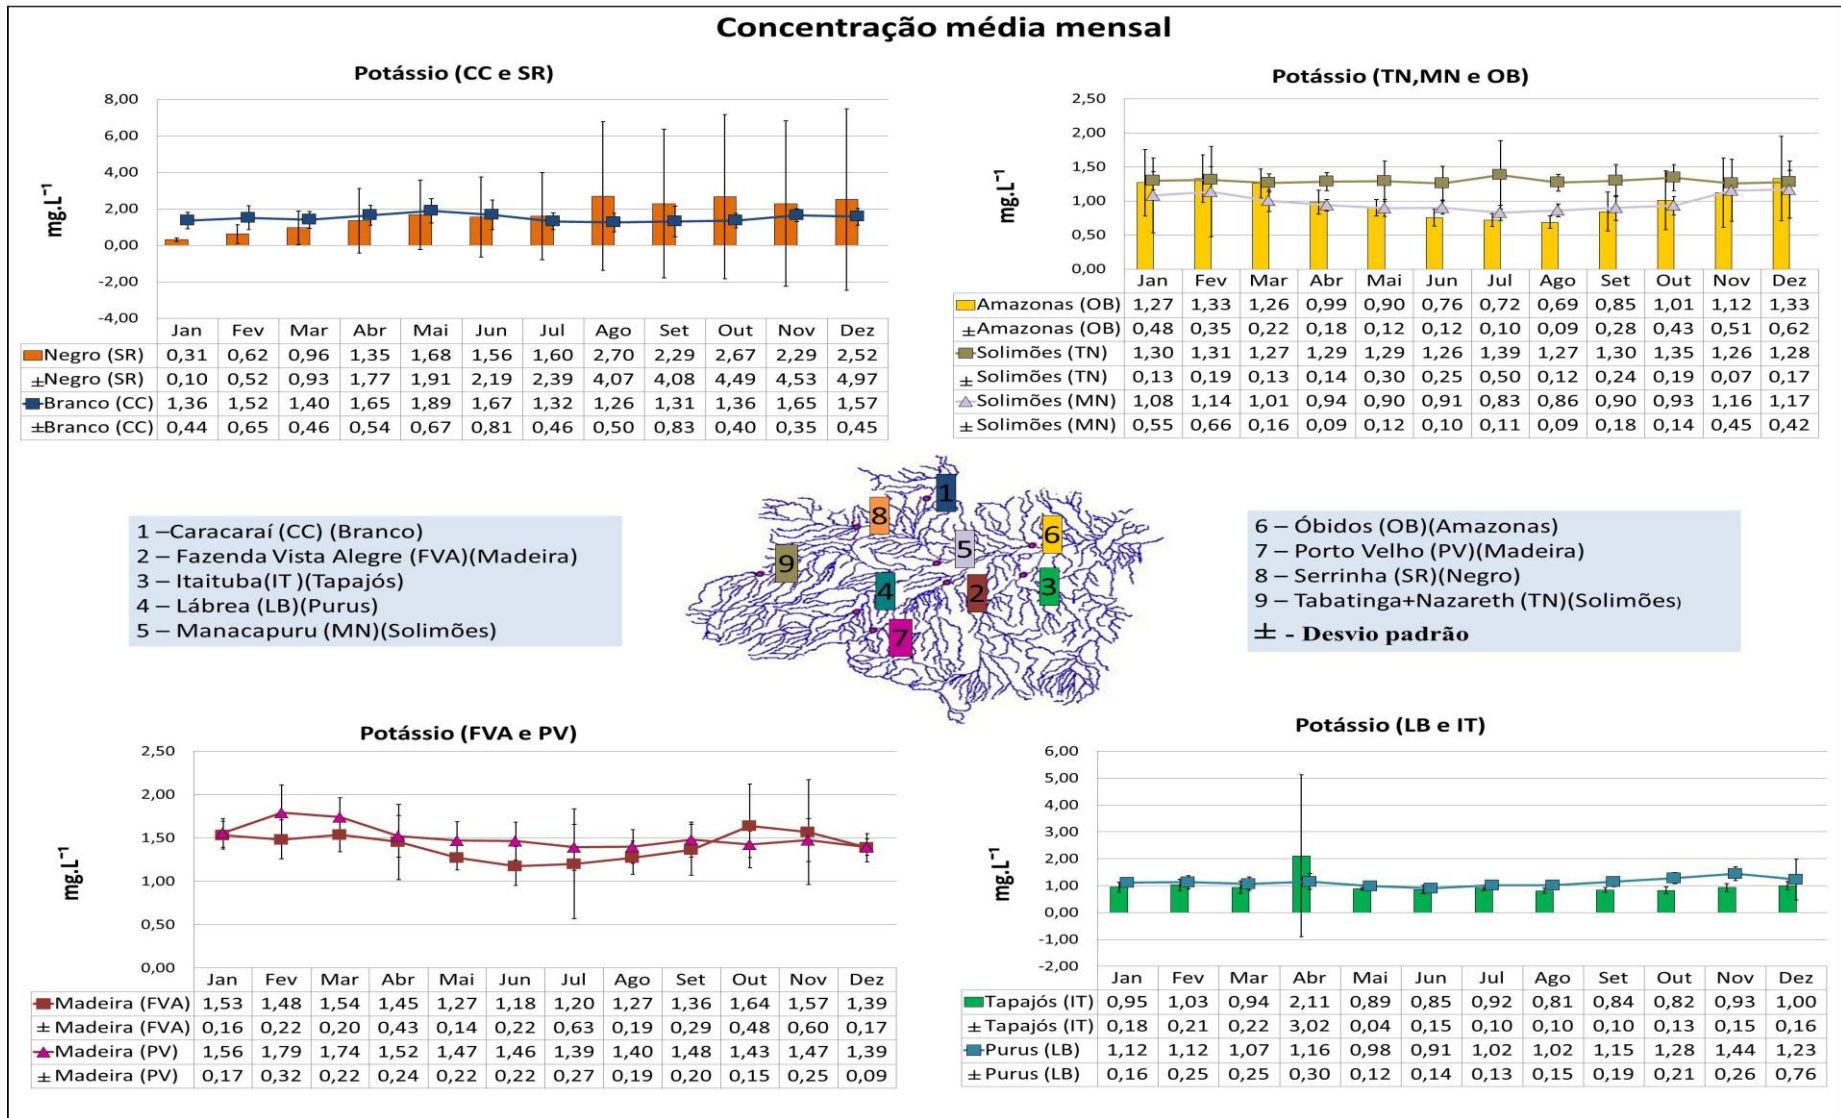 Concentração média mensal
Potássio (CC e SR)
mg.L⁻¹
8,00
6,00
4,00
2,00
0,00
-2,00
-4,00
Jan Fev Mar Abr Mai Jun Jul Ago Set Out Nov Dez
Negro (SR) 0,31 0,62 0,96 1,35 1,68 1,56 1,60 2,70 2,29 2,67 2,29 2,52
±Negro (SR) 0,10 0,52 0,93 1,77 1,91 2,19 2,39 4,07 4,08 4,49 4,53 4,97
Branco (CC) 1,36 1,52 1,40 1,65 1,89 1,67 1,32 1,26 1,31 1,36 1,65 1,57
±Branco (CC) 0,44 0,65 0,46 0,54 0,67 0,81 0,46 0,50 0,83 0,40 0,35 0,45
Potássio (TN,MN e OB)
mg.L⁻¹
2,50
2,00
1,50
1,00
0,50
0,00
Jan Fev Mar Abr Mai Jun Jul Ago Set Out Nov Dez
Amazonas (OB) 1,27 1,33 1,26 0,99 0,90 0,76 0,72 0,69 0,85 1,01 1,12 1,33
±Amazonas (OB) 0,48 0,35 0,22 0,18 0,12 0,12 0,10 0,09 0,28 0,43 0,51 0,62
Solimões (TN) 1,30 1,31 1,27 1,29 1,29 1,26 1,39 1,27 1,30 1,35 1,26 1,28
± Solimões (TN) 0,13 0,19 0,13 0,14 0,30 0,25 0,50 0,12 0,24 0,19 0,07 0,17
Solimões (MN) 1,08 1,14 1,01 0,94 0,90 0,91 0,83 0,86 0,90 0,93 1,16 1,17
± Solimões (MN) 0,55 0,66 0,16 0,09 0,12 0,10 0,11 0,09 0,18 0,14 0,45 0,42
1 –Caracaraí (CC) (Branco)
2 – Fazenda Vista Alegre (FVA)(Madeira)
3 – Itaituba(IT )(Tapajós)
4 – Lábrea (LB)(Purus)
5 – Manacapuru (MN)(Solimões)
1
8
6
5
9
4
2
3
7
6 – Óbidos (OB)(Amazonas)
7 – Porto Velho (PV)(Madeira)
8 – Serrinha (SR)(Negro)
9 – Tabatinga+Nazareth (TN)(Solimões)
± - Desvio padrão
Potássio (FVA e PV)
mg.L⁻¹
2,50
2,00
1,50
1,00
0,50
0,00
Jan Fev Mar Abr Mai Jun Jul Ago Set Out Nov Dez
Madeira (FVA) 1,53 1,48 1,54 1,45 1,27 1,18 1,20 1,27 1,36 1,64 1,57 1,39
± Madeira (FVA) 0,16 0,22 0,20 0,43 0,14 0,22 0,63 0,19 0,29 0,48 0,60 0,17
Madeira (PV) 1,56 1,79 1,74 1,52 1,47 1,46 1,39 1,40 1,48 1,43 1,47 1,39
± Madeira (PV) 0,17 0,32 0,22 0,24 0,22 0,22 0,27 0,19 0,20 0,15 0,25 0,09
Potássio (LB e IT)
mg.L⁻¹
6,00
5,00
4,00
3,00
2,00
1,00
0,00
-1,00
-2,00
Jan Fev Mar Abr Mai Jun Jul Ago Set Out Nov Dez
Tapajós (IT) 0,95 1,03 0,94 2,11 0,89 0,85 0,92 0,81 0,84 0,82 0,93 1,00
± Tapajós (IT) 0,18 0,21 0,22 3,02 0,04 0,15 0,10 0,10 0,10 0,13 0,15 0,16
Purus (LB) 1,12 1,12 1,07 1,16 0,98 0,91 1,02 1,02 1,15 1,28 1,44 1,23
± Purus (LB) 0,16 0,25 0,25 0,30 0,12 0,14 0,13 0,15 0,19 0,21 0,26 0,76